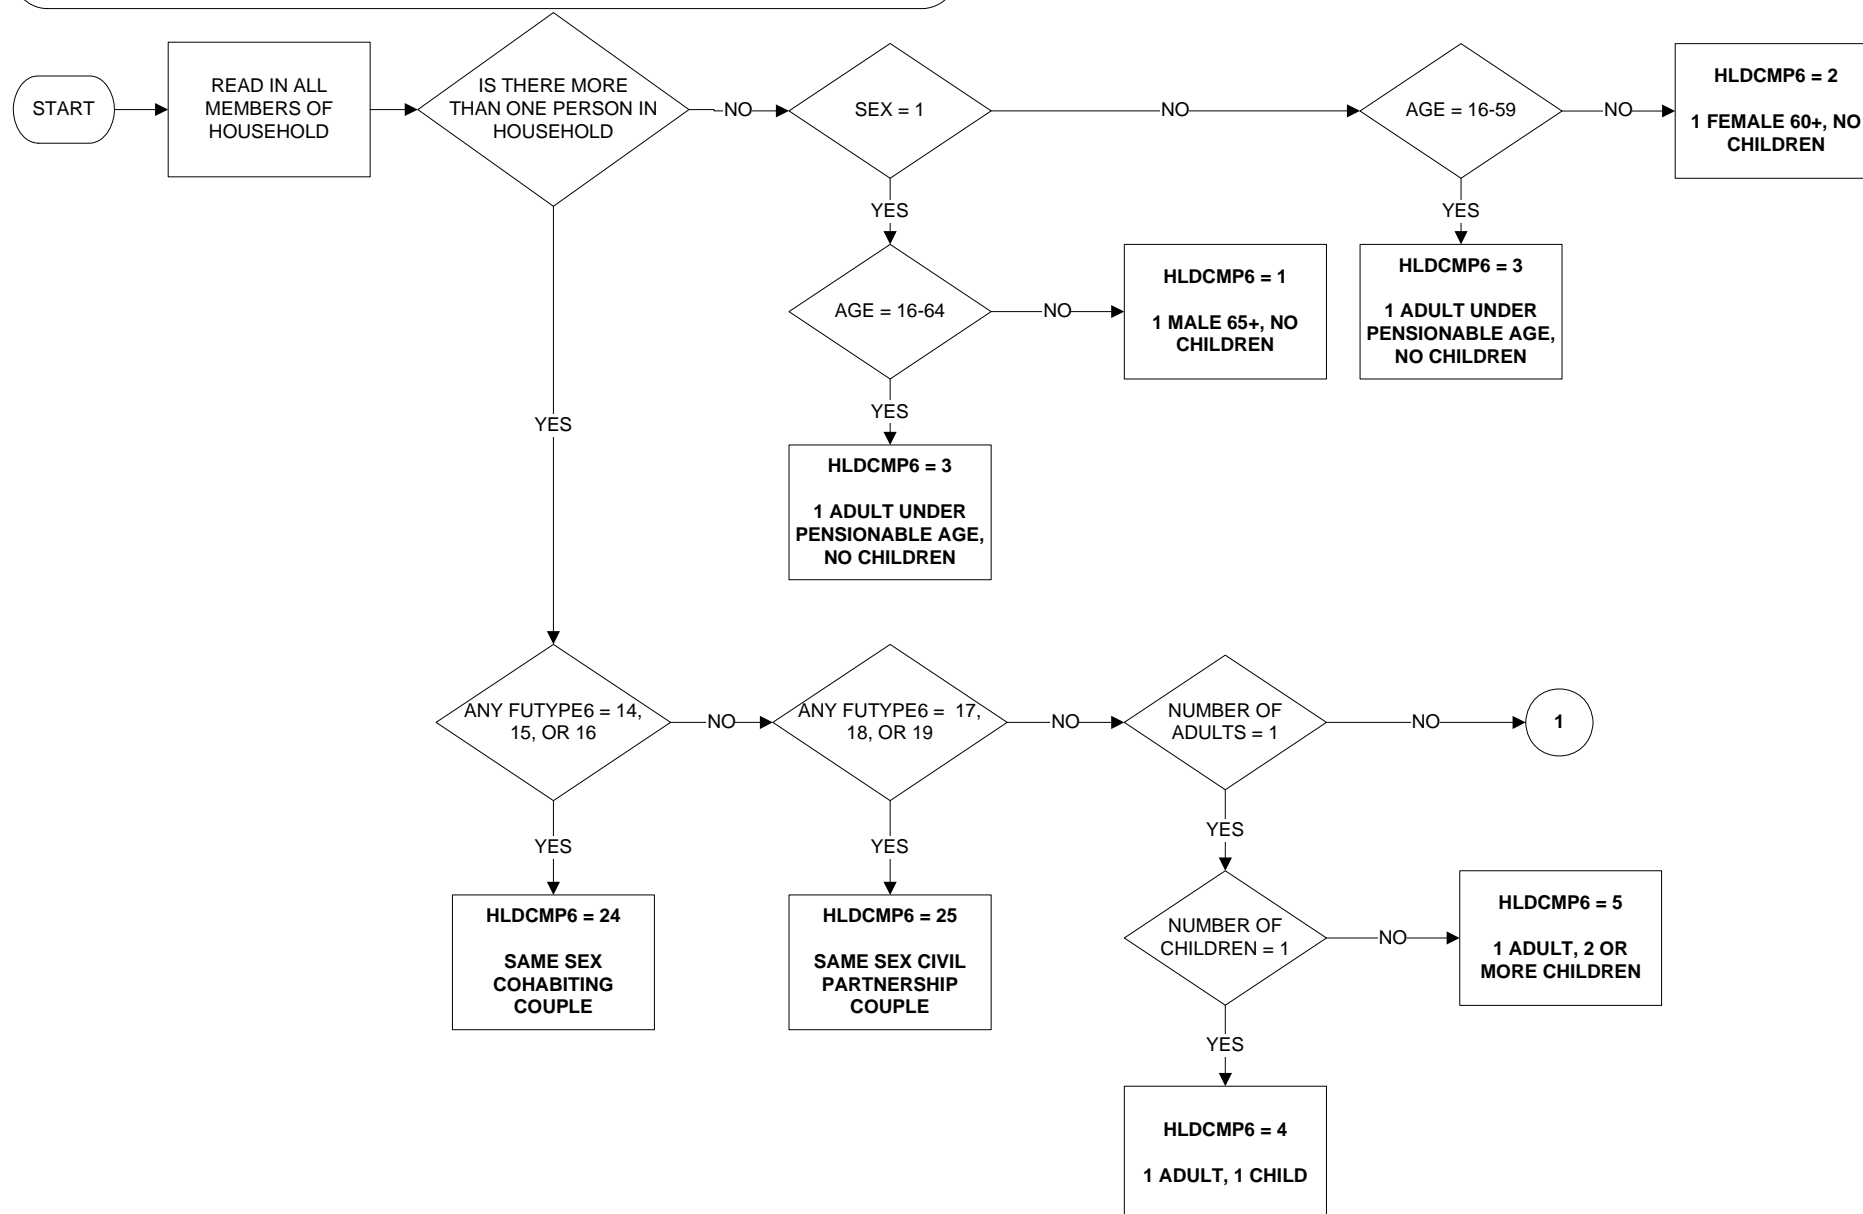 START
READ IN ALL
MEMBERS OF
HOUSEHOLD
IS THERE MORE
THAN ONE PERSON IN
HOUSEHOLD
NO
SEX = 1
NO
AGE = 16-59
NO
HLDCMP6 = 2
1 FEMALE 60+, NO
CHILDREN
YES
YES
AGE = 16-64
NO
HLDCMP6 = 1
1 MALE 65+, NO
CHILDREN
HLDCMP6 = 3
1 ADULT UNDER
PENSIONABLE AGE,
NO CHILDREN
YES
YES
HLDCMP6 = 3
1 ADULT UNDER
PENSIONABLE AGE,
NO CHILDREN
ANY FUTYPE6 = 14,
15, OR 16
NO
ANY FUTYPE6 =  17,
18, OR 19
NO
NUMBER OF
ADULTS = 1
NO
1
YES
YES
YES
HLDCMP6 = 24
SAME SEX
COHABITING
COUPLE
HLDCMP6 = 25
SAME SEX CIVIL
PARTNERSHIP
COUPLE
NUMBER OF
CHILDREN = 1
NO
HLDCMP6 = 5
1 ADULT, 2 OR
MORE CHILDREN
YES
HLDCMP6 = 4
1 ADULT, 1 CHILD